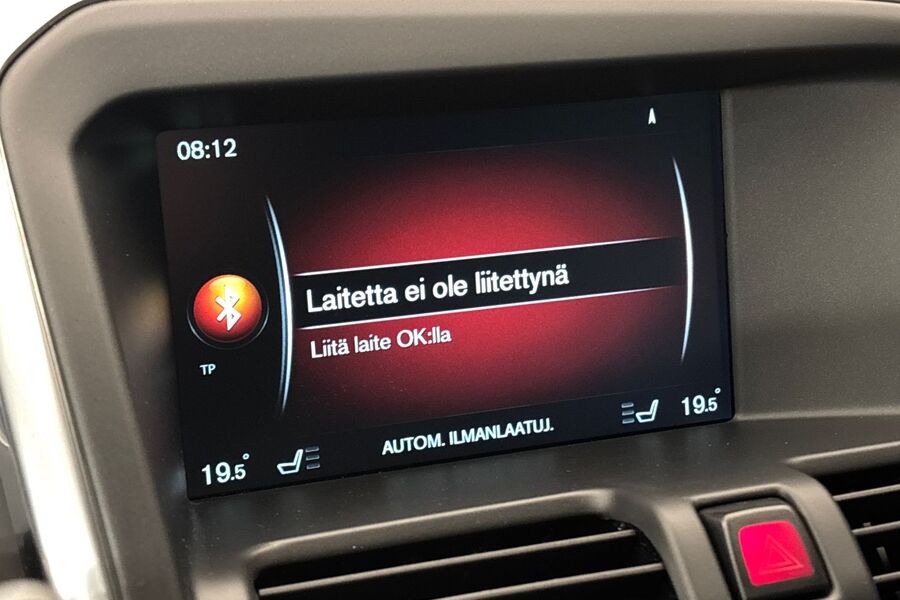 08:12
Laitetta ei ole liitettynä
Liitä laite OK:lla
TP
AUTOM. ILMANLAATUJ.
19.5°
19.5°